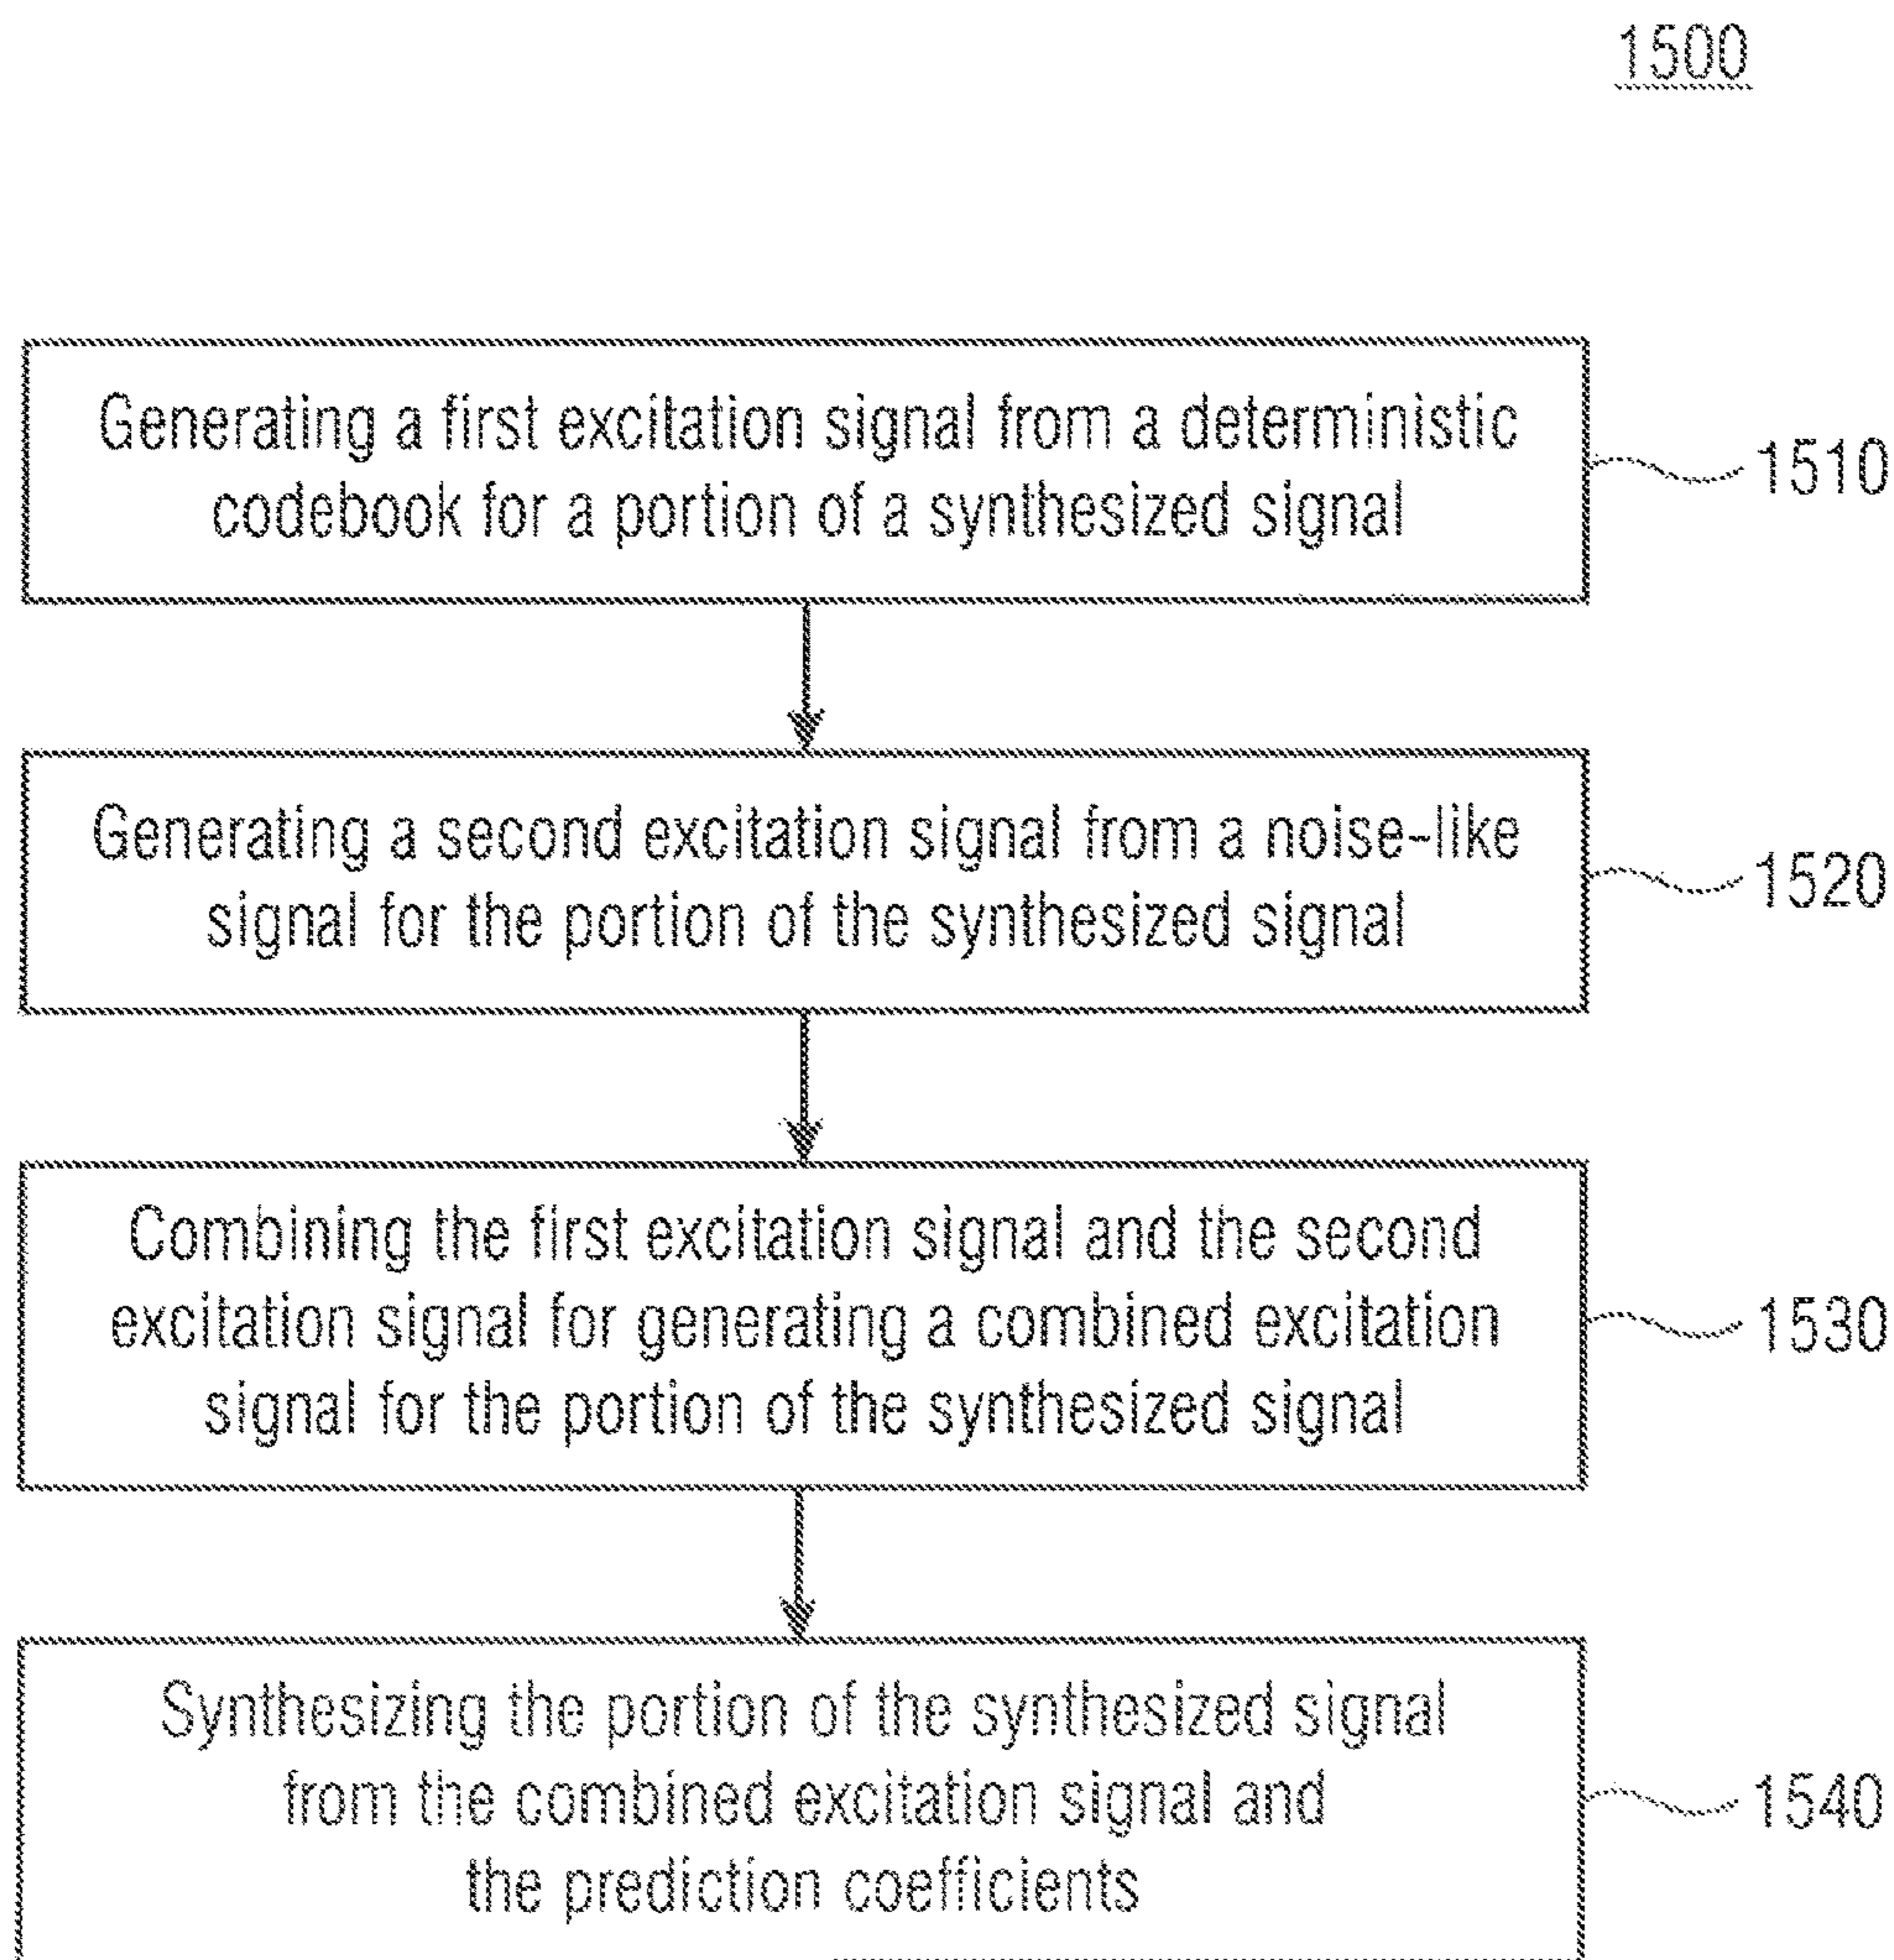 1500
Generating a first excitation signal from a deterministic
codebook for a portion of a synthesized signal
1510
Generating a second excitation signal from a noise-like
signal for the portion of the synthesized signal
1520
Combining the first excitation signal and the second
excitation signal for generating a combined excitation
signal for the portion of the synthesized signal
1530
Synthesizing the portion of the synthesized signal
from the combined excitation signal and
the prediction coefficients
1540